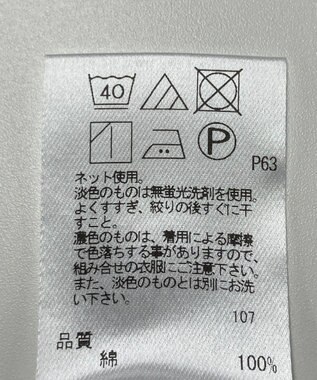 40
P
P63
ネット使用。
淡色のものは無蛍光洗剤を使用。
よくすすぎ、絞りの後すぐに干
すこと。
濃色のものは、着用による摩擦
で色落ちする事がありますので、
組み合せの衣服にご注意下さい。
また、淡色のものとは別にお洗
い下さい。
107
品質
綿 100%